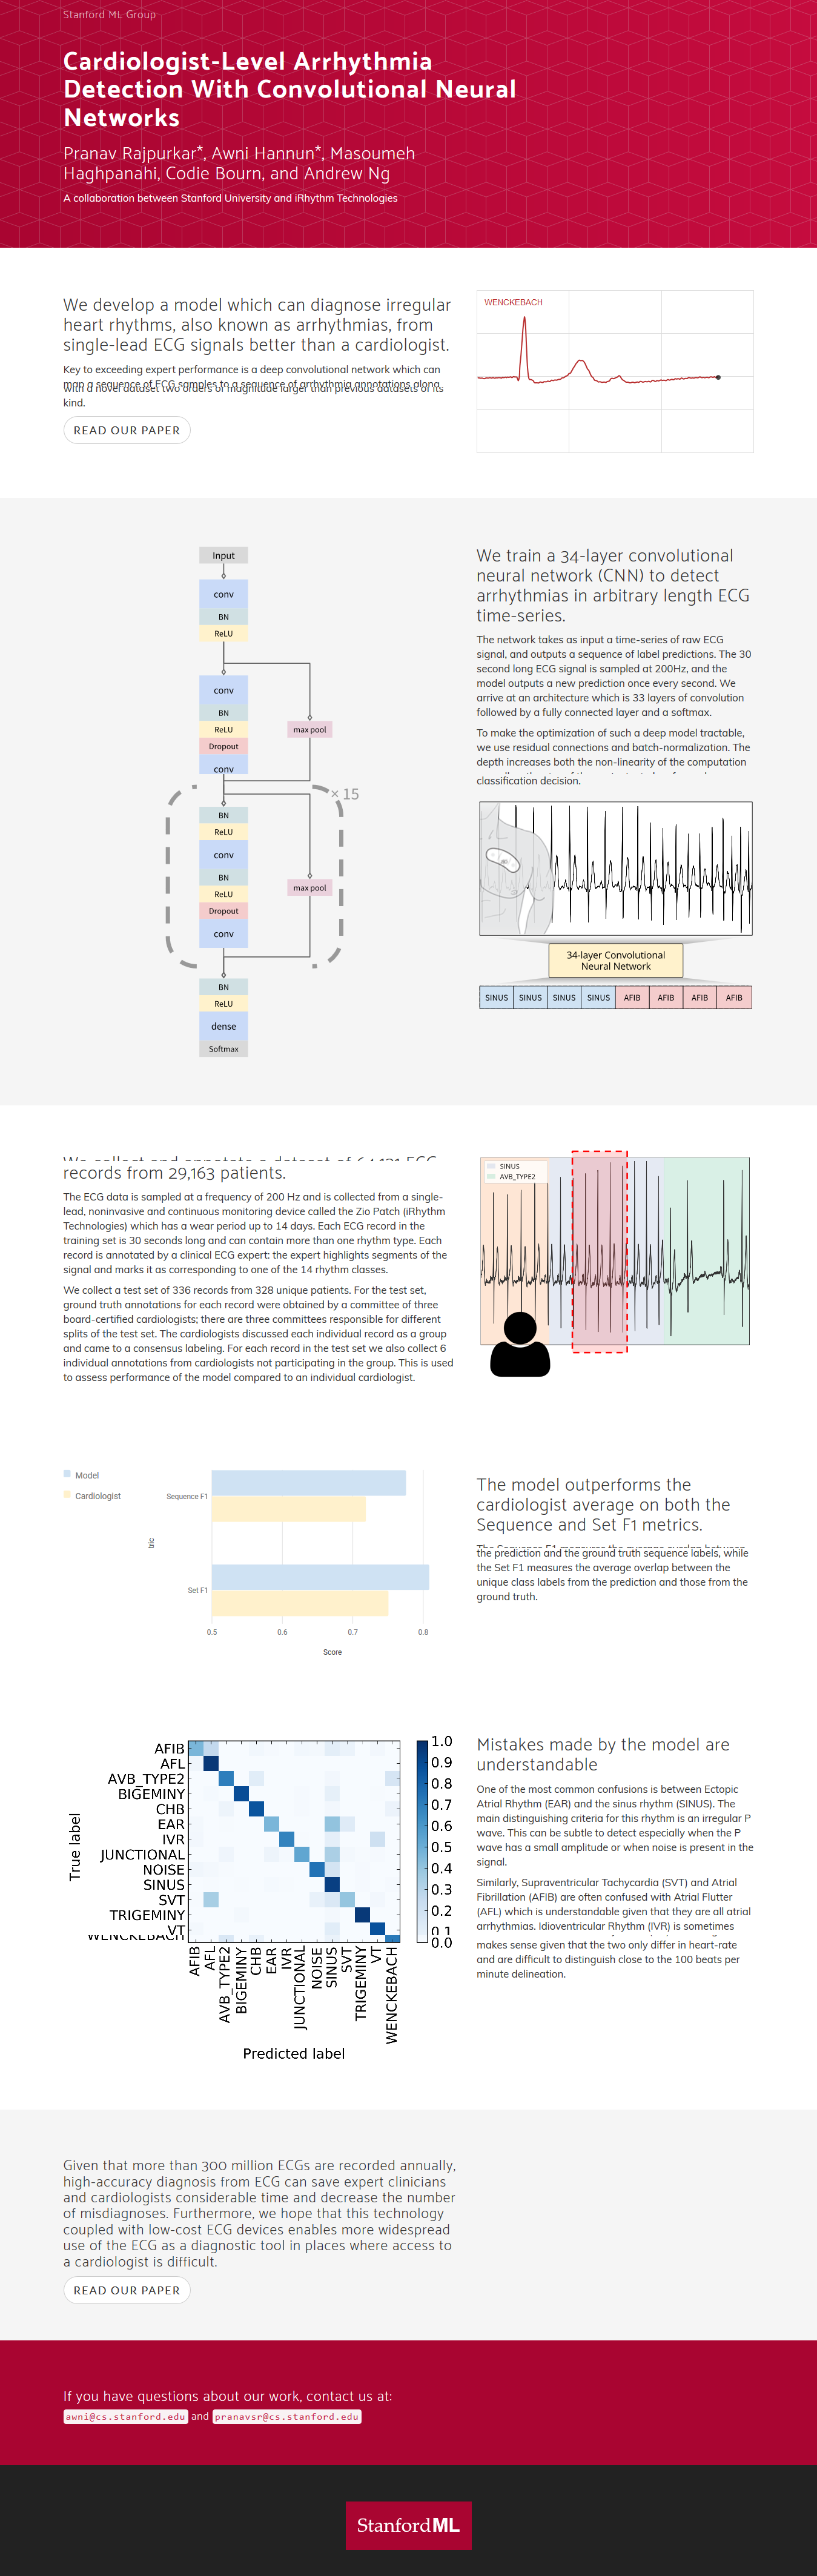 Stanford ML Group
Cardiologist-Level Arrhythmia
Detection With Convolutional Neural
Networks
Pranav Rajpurkar*, Awni Hannun*, Masoumeh
Haghpanahi, Codie Bourn, and Andrew Ng
A collaboration between Stanford University and iRhythm Technologies
We develop a model which can diagnose irregular
heart rhythms, also known as arrhythmias, from
single-lead ECG signals better than a cardiologist.
Key to exceeding expert performance is a deep convolutional network which can
map a sequence of ECG samples to a sequence of arrhythmia annotations along
with a novel dataset two orders of magnitude larger than previous datasets of its
kind.
READ OUR PAPER
WENCKEBACH
Input
conv
BN
ReLU
conv
BN
ReLU
Dropout
conv
max pool
× 15
BN
ReLU
conv
BN
ReLU
Dropout
conv
max pool
BN
ReLU
dense
Softmax
We train a 34-layer convolutional
neural network (CNN) to detect
arrhythmias in arbitrary length ECG
time-series.
The network takes as input a time-series of raw ECG
signal, and outputs a sequence of label predictions. The 30
second long ECG signal is sampled at 200Hz, and the
model outputs a new prediction once every second. We
arrive at an architecture which is 33 layers of convolution
followed by a fully connected layer and a softmax.
To make the optimization of such a deep model tractable,
we use residual connections and batch-normalization. The
depth increases both the non-linearity of the computation
classification decision.
34-layer Convolutional
Neural Network
SINUS SINUS SINUS SINUS AFIB AFIB AFIB AFIB
We collect and annotate a dataset of 64,121 ECG
records from 29,163 patients.
The ECG data is sampled at a frequency of 200 Hz and is collected from a single-
lead, noninvasive and continuous monitoring device called the Zio Patch (iRhythm
Technologies) which has a wear period up to 14 days. Each ECG record in the
training set is 30 seconds long and can contain more than one rhythm type. Each
record is annotated by a clinical ECG expert: the expert highlights segments of the
signal and marks it as corresponding to one of the 14 rhythm classes.
We collect a test set of 336 records from 328 unique patients. For the test set,
ground truth annotations for each record were obtained by a committee of three
board-certified cardiologists; there are three committees responsible for different
splits of the test set. The cardiologists discussed each individual record as a group
and came to a consensus labeling. For each record in the test set we also collect 6
individual annotations from cardiologists not participating in the group. This is used
to assess performance of the model compared to an individual cardiologist.
SINUS
AVB_TYPE2
Model
Cardiologist
Sequence F1
tric
Set F1
0.5 0.6 0.7 0.8
Score
The model outperforms the
cardiologist average on both the
Sequence and Set F1 metrics.
The Sequence F1 measures the average overlap between
the prediction and the ground truth sequence labels, while
the Set F1 measures the average overlap between the
unique class labels from the prediction and those from the
ground truth.
True label
AFIB
AFL
AVB_TYPE2
BIGEMINY
CHB
EAR
IVR
JUNCTIONAL
NOISE
SINUS
SVT
TRIGEMINY
VT
WENCKEBACH
AFIB AFL AVB_TYPE2 BIGEMINY CHB EAR IVR JUNCTIONAL NOISE SINUS SVT TRIGEMINY VT WENCKEBACH
Predicted label
1.0
0.9
0.8
0.7
0.6
0.5
0.4
0.3
0.2
0.1
0.0
Mistakes made by the model are
understandable
One of the most common confusions is between Ectopic
Atrial Rhythm (EAR) and the sinus rhythm (SINUS). The
main distinguishing criteria for this rhythm is an irregular P
wave. This can be subtle to detect especially when the P
wave has a small amplitude or when noise is present in the
signal.
Similarly, Supraventricular Tachycardia (SVT) and Atrial
Fibrillation (AFIB) are often confused with Atrial Flutter
(AFL) which is understandable given that they are all atrial
arrhythmias. Idioventricular Rhythm (IVR) is sometimes
makes sense given that the two only differ in heart-rate
and are difficult to distinguish close to the 100 beats per
minute delineation.
Given that more than 300 million ECGs are recorded annually,
high-accuracy diagnosis from ECG can save expert clinicians
and cardiologists considerable time and decrease the number
of misdiagnoses. Furthermore, we hope that this technology
coupled with low-cost ECG devices enables more widespread
use of the ECG as a diagnostic tool in places where access to
a cardiologist is difficult.
READ OUR PAPER
If you have questions about our work, contact us at:
awni@cs.stanford.edu and pranavsr@cs.stanford.edu
StanfordML